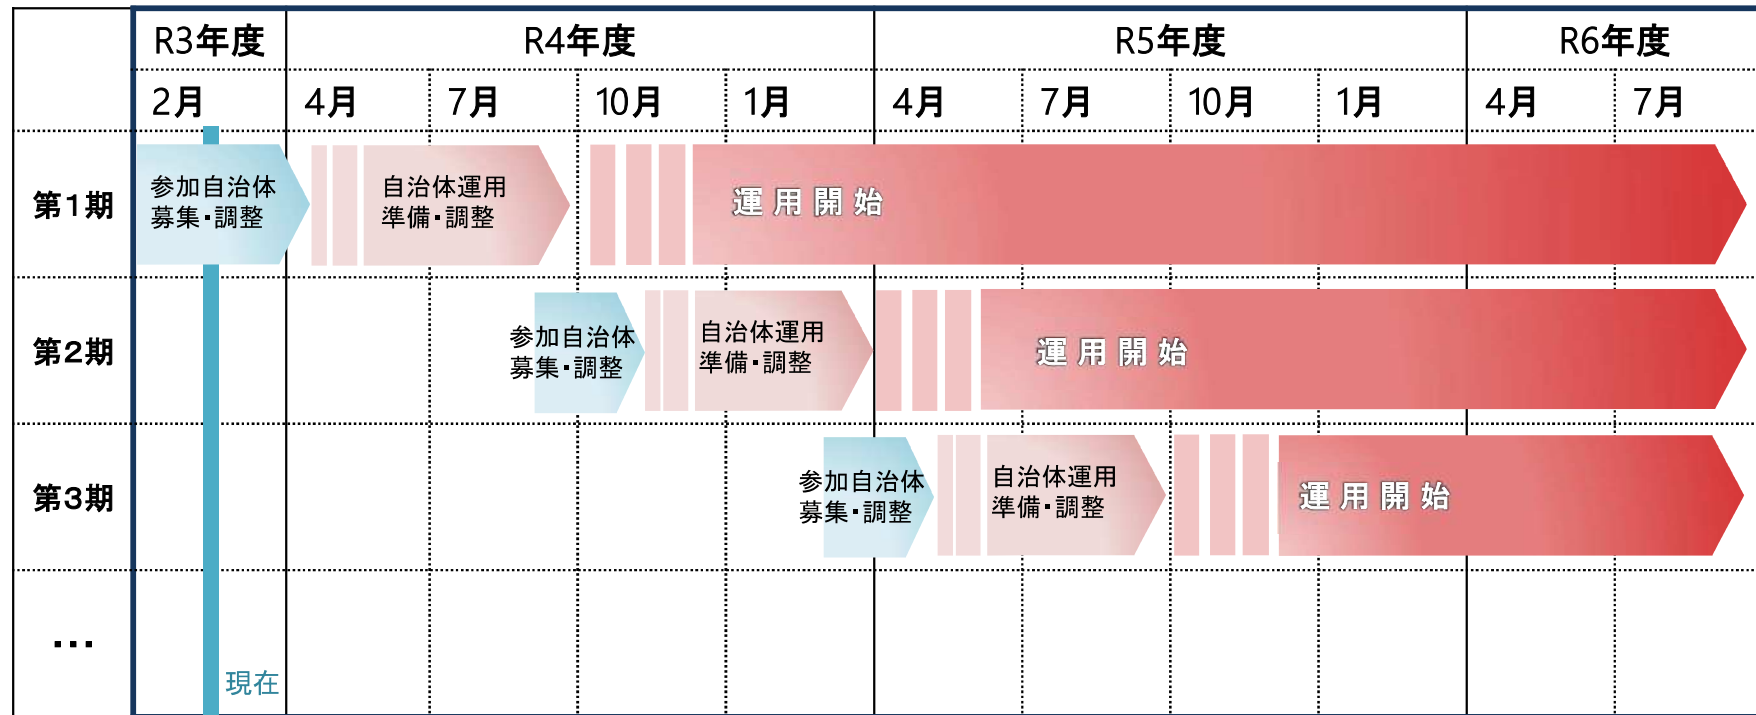 R3年度 R4年度 R5年度 R6年度
2月 4月 7月 10月 1月 4月 7月 10月 1月 4月 7月
第1期
参加自治体
募集・調整
自治体運用
準備・調整
運用開始
第2期
参加自治体
募集・調整
自治体運用
準備・調整
運用開始
第3期
参加自治体
募集・調整
自治体運用
準備・調整
運用開始
…
現在